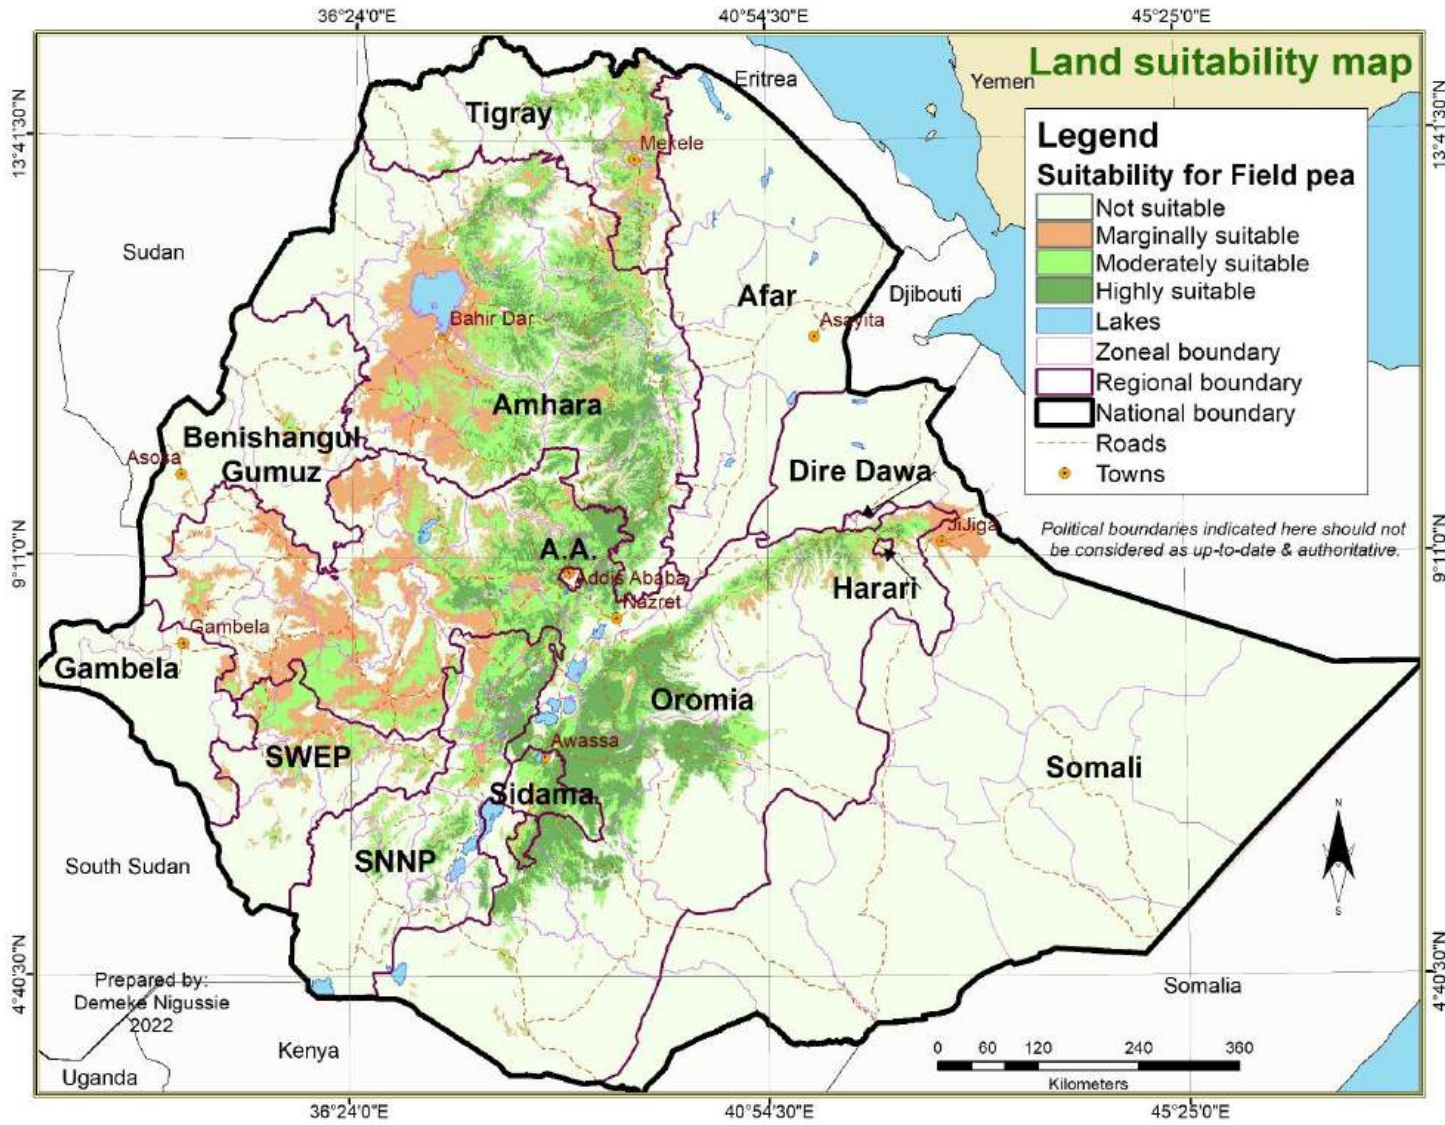 36°24'0"E
40°54'30"E
45°25'0"E
Land suitability map
Eritrea
Yemen
Tigray
13°41'30"N
13°41'30"N
Mekele
Legend
Suitability for Field pea
Not suitable
Marginally suitable
Moderately suitable
Highly suitable
Lakes
Zoneal boundary
Regional boundary
National boundary
Roads
Towns
Sudan
Afar
Djibouti
Asayita
Bahir Dar
Amhara
Benishangul
Gumuz
Asosa
Dire Dawa
JiJiga
Political boundaries indicated here should not
be considered as up-to-date & authoritative.
9°11'0"N
9°11'0"N
A.A.
Addis Ababa
Harari
Nazret
Gambela
Gambela
Oromia
Awassa
SWEP
Somali
Sidama
SNNP
South Sudan
N
S
4°40'30"N
4°40'30"N
Prepared by:
Demeke Nigussie
2022
Somalia
Kenya
Uganda
0 60 120 240 360
Kilometers
36°24'0"E
40°54'30"E
45°25'0"E